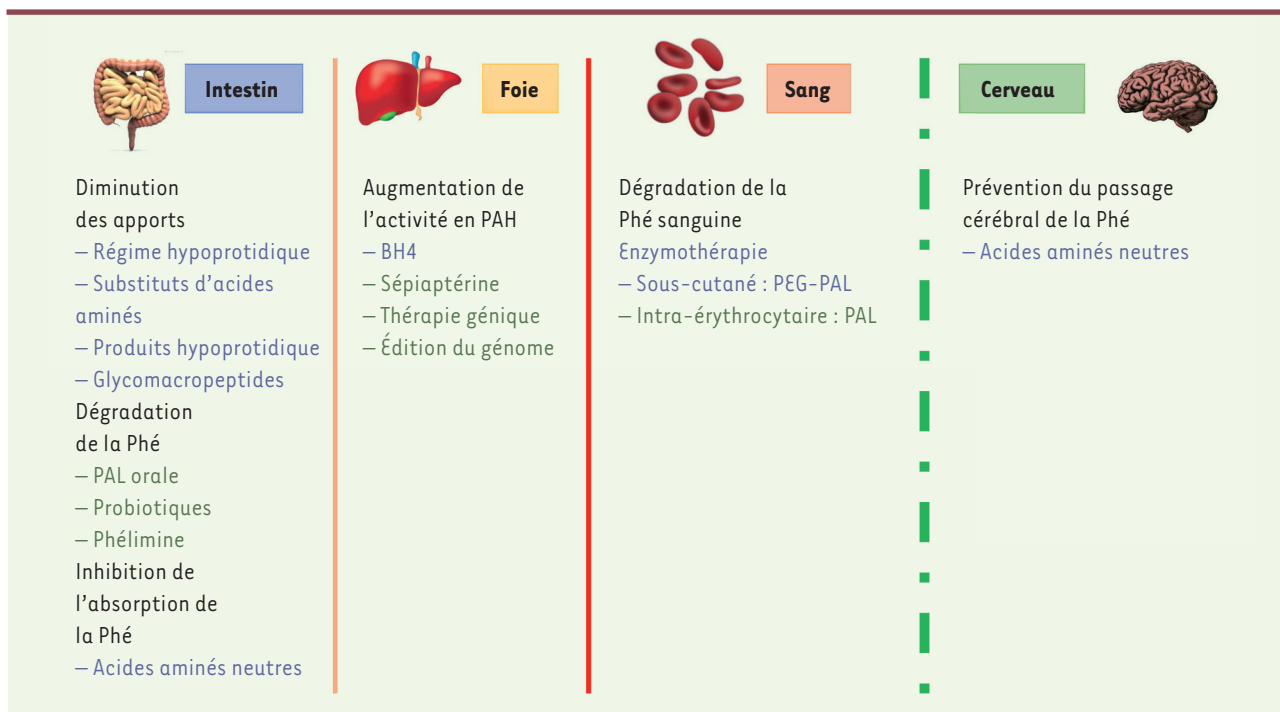 Intestin
Diminution
des apports
– Régime hypoprotidique
– Substituts d'acides
aminés
– Produits hypoprotidique
– Glycomacropeptides
Dégradation
de la Phé
– PAL orale
– Probiotiques
– Phélimine
Inhibition de
l'absorption de
la Phé
– Acides aminés neutres
Foie
Augmentation de
l'activité en PAH
– BH4
– Sépiaptérine
– Thérapie génique
– Édition du génome
Sang
Dégradation de la
Phé sanguine
Enzymothérapie
– Sous-cutané : PEG-PAL
– Intra-érythrocytaire : PAL
Cerveau
Prévention du passage
cérébral de la Phé
– Acides aminés neutres